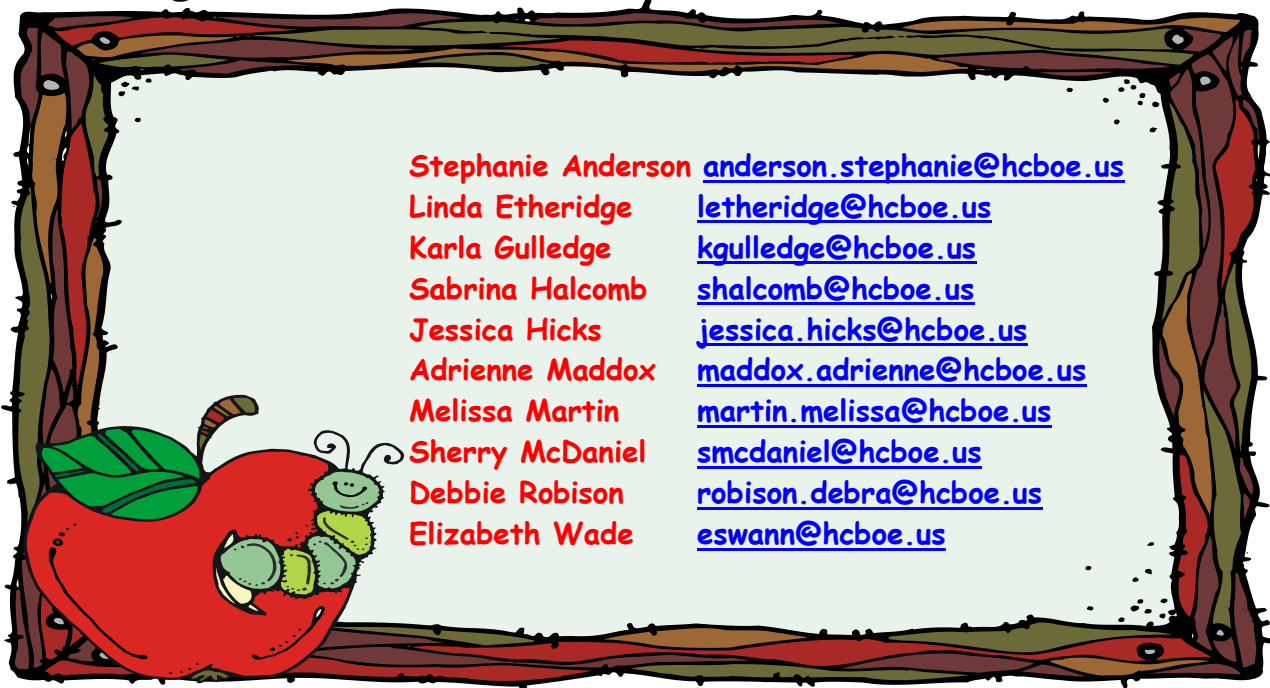 Stephanie Anderson anderson.stephanie@hcboe.us
Linda Etheridge letheridge@hcboe.us
Karla Gulledge kgulledge@hcboe.us
Sabrina Halcomb shalcomb@hcboe.us
Jessica Hicks jessica.hicks@hcboe.us
Adrienne Maddox maddox.adrienne@hcboe.us
Melissa Martin martin.melissa@hcboe.us
Sherry McDaniel smcdaniel@hcboe.us
Debbie Robison robison.debra@hcboe.us
Elizabeth Wade eswann@hcboe.us